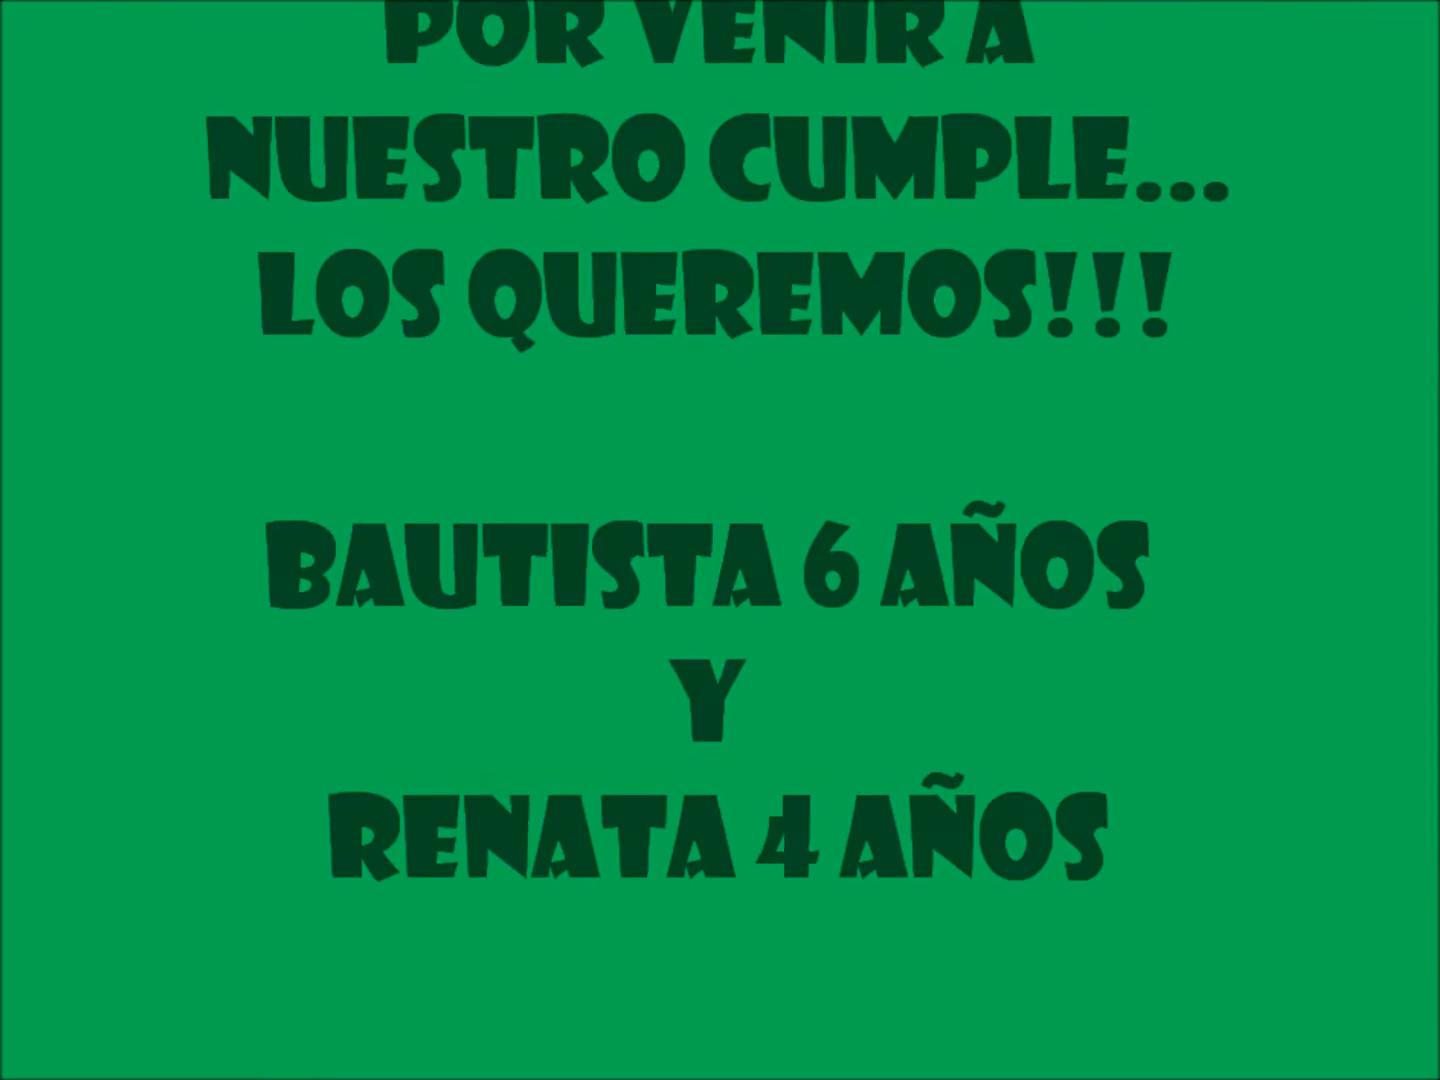 POR VENIR A
NUESTRO CUMPLE...
LOS QUEREMOS!!!
BAUTISTA 6 AÑOS
Y
RENATA 4 AÑOS